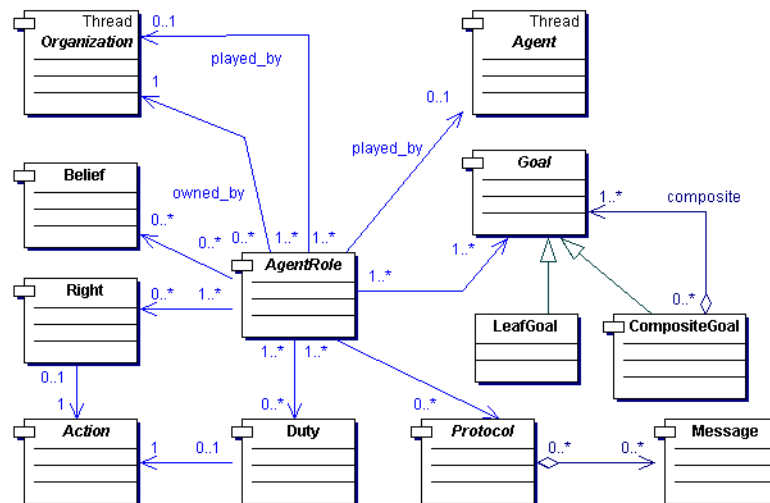 Thread
Organization
0..1
played_by
1
Thread
Agent
0..1
played_by
Belief
0..*
owned_by
0..*
0..*
1..*
1..*
Goal
1..*
composite
1..*
0..*
AgentRole
1..*
Right
0..*
1..*
LeafGoal
CompositeGoal
0..1
1
1..*
1..*
0..*
0..*
Action
1
0..1
Duty
Protocol
0..*
0..*
Message